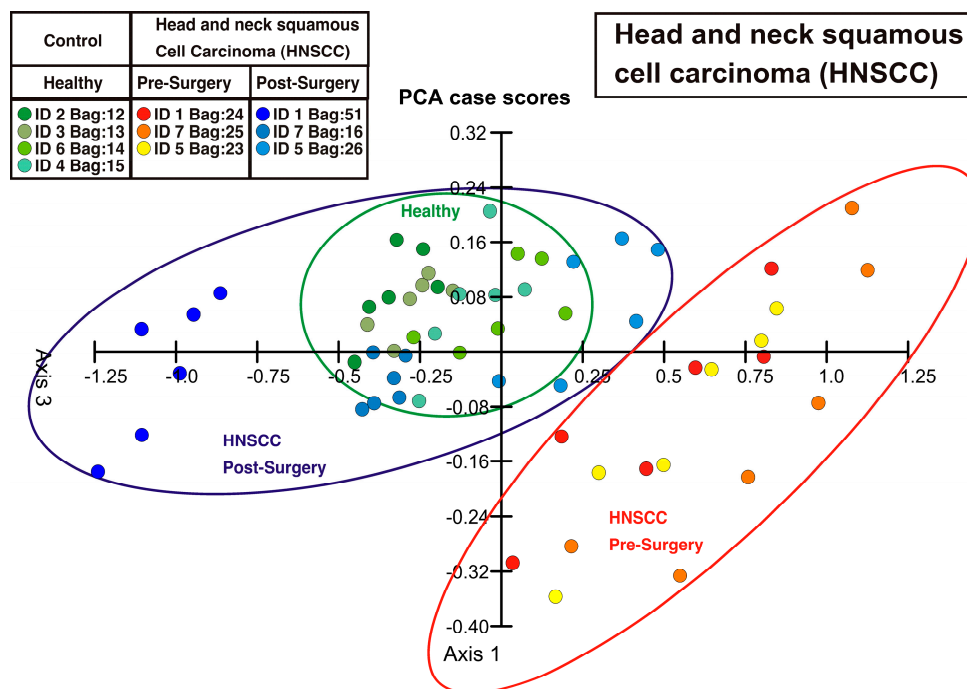 Head and neck squamous
cell carcinoma (HNSCC)
Control
Head and neck squamous
Cell Carcinoma (HNSCC)
Healthy Pre-Surgery Post-Surgery
ID 2 Bag:12 ID 1 Bag:24 ID 1 Bag:51
ID 3 Bag:13 ID 7 Bag:25 ID 7 Bag:16
ID 6 Bag:14 ID 5 Bag:23 ID 5 Bag:26
ID 4 Bag:15
PCA case scores
0.32
0.24
Healthy
0.16
0.08
Axis 3
-1.25 -1.0 -0.75 -0.5 -0.25 0.25 0.5 0.75 1.0 1.25
-0.08
HNSCC
Post-Surgery
-0.16
-0.24
HNSCC
Pre-Surgery
-0.32
-0.40
Axis 1